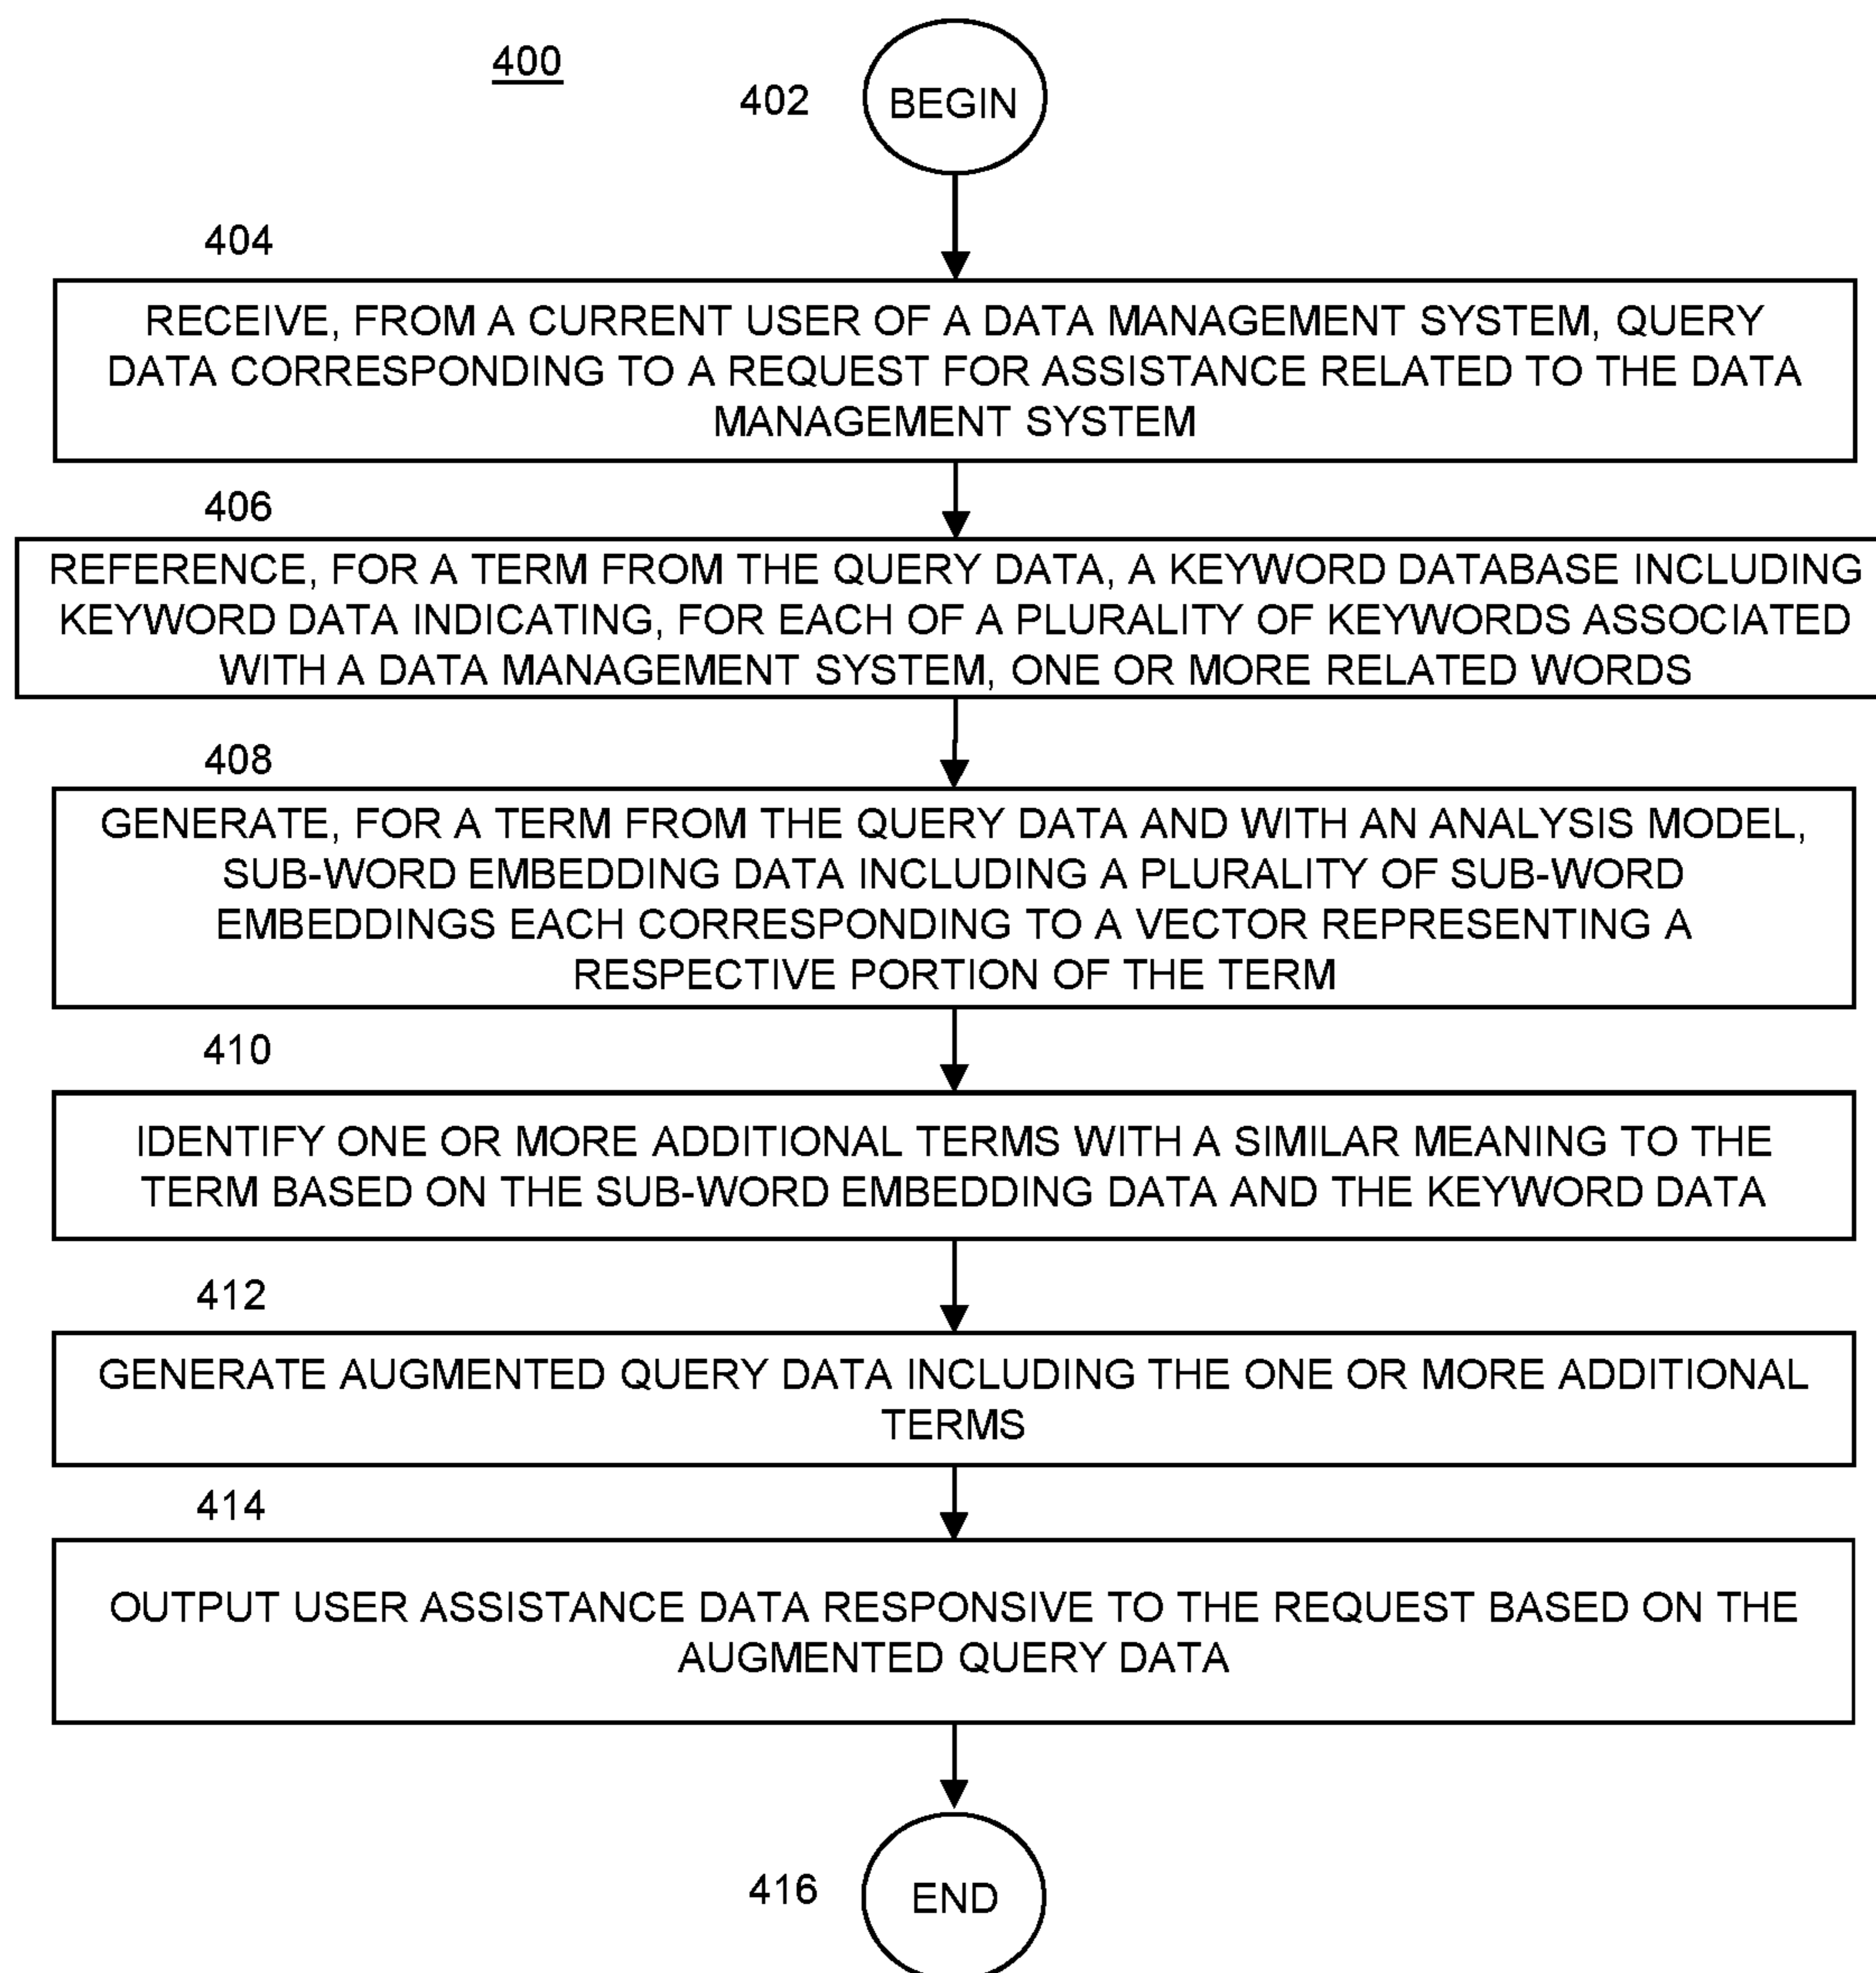 400
402
BEGIN
404
RECEIVE, FROM A CURRENT USER OF A DATA MANAGEMENT SYSTEM, QUERY
DATA CORRESPONDING TO A REQUEST FOR ASSISTANCE RELATED TO THE DATA
MANAGEMENT SYSTEM
406
REFERENCE, FOR A TERM FROM THE QUERY DATA, A KEYWORD DATABASE INCLUDING
KEYWORD DATA INDICATING, FOR EACH OF A PLURALITY OF KEYWORDS ASSOCIATED
WITH A DATA MANAGEMENT SYSTEM, ONE OR MORE RELATED WORDS
408
GENERATE, FOR A TERM FROM THE QUERY DATA AND WITH AN ANALYSIS MODEL,
SUB-WORD EMBEDDING DATA INCLUDING A PLURALITY OF SUB-WORD
EMBEDDINGS EACH CORRESPONDING TO A VECTOR REPRESENTING A
RESPECTIVE PORTION OF THE TERM
410
IDENTIFY ONE OR MORE ADDITIONAL TERMS WITH A SIMILAR MEANING TO THE
TERM BASED ON THE SUB-WORD EMBEDDING DATA AND THE KEYWORD DATA
412
GENERATE AUGMENTED QUERY DATA INCLUDING THE ONE OR MORE ADDITIONAL
TERMS
414
OUTPUT USER ASSISTANCE DATA RESPONSIVE TO THE REQUEST BASED ON THE
AUGMENTED QUERY DATA
416
END